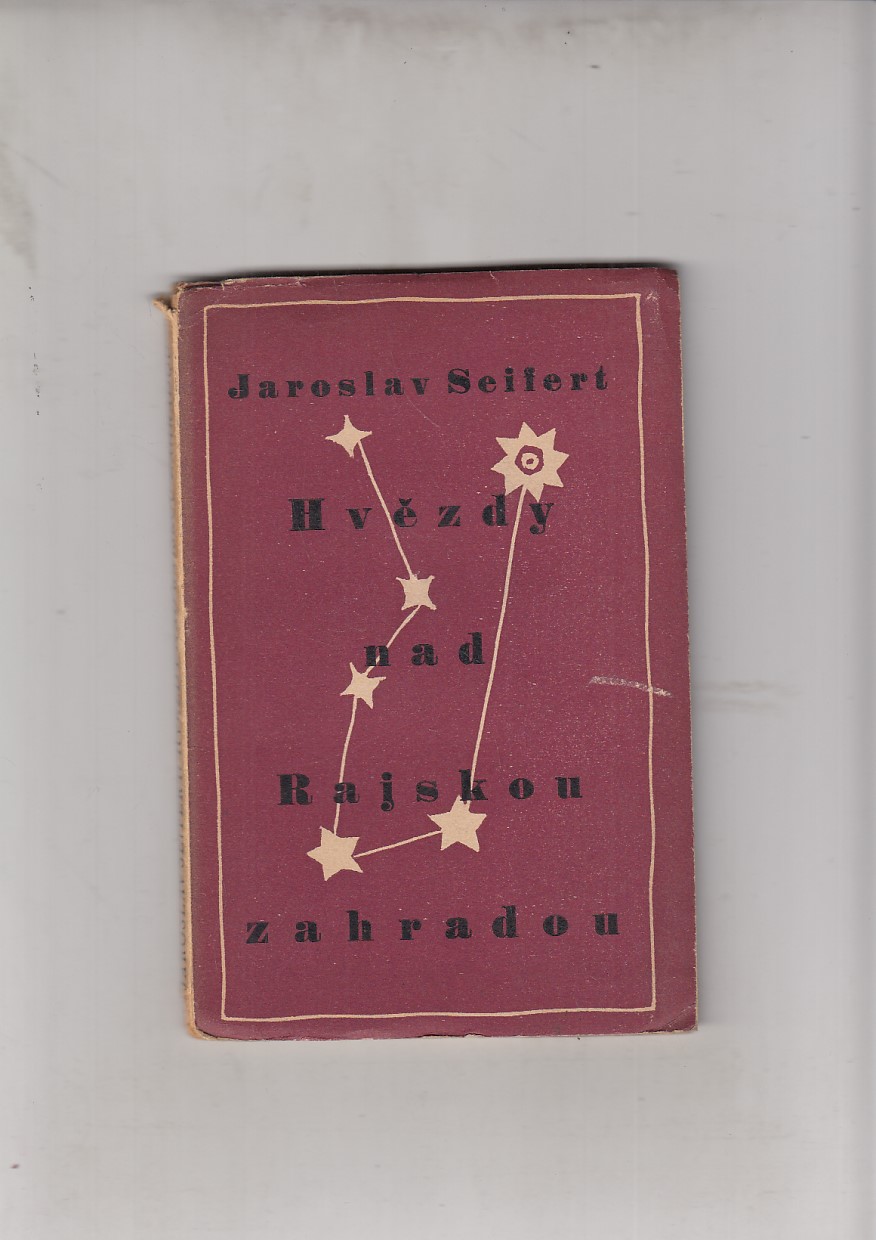 Jaroslav Seifert
Hvězdy
nad
Rajskou
zahradou